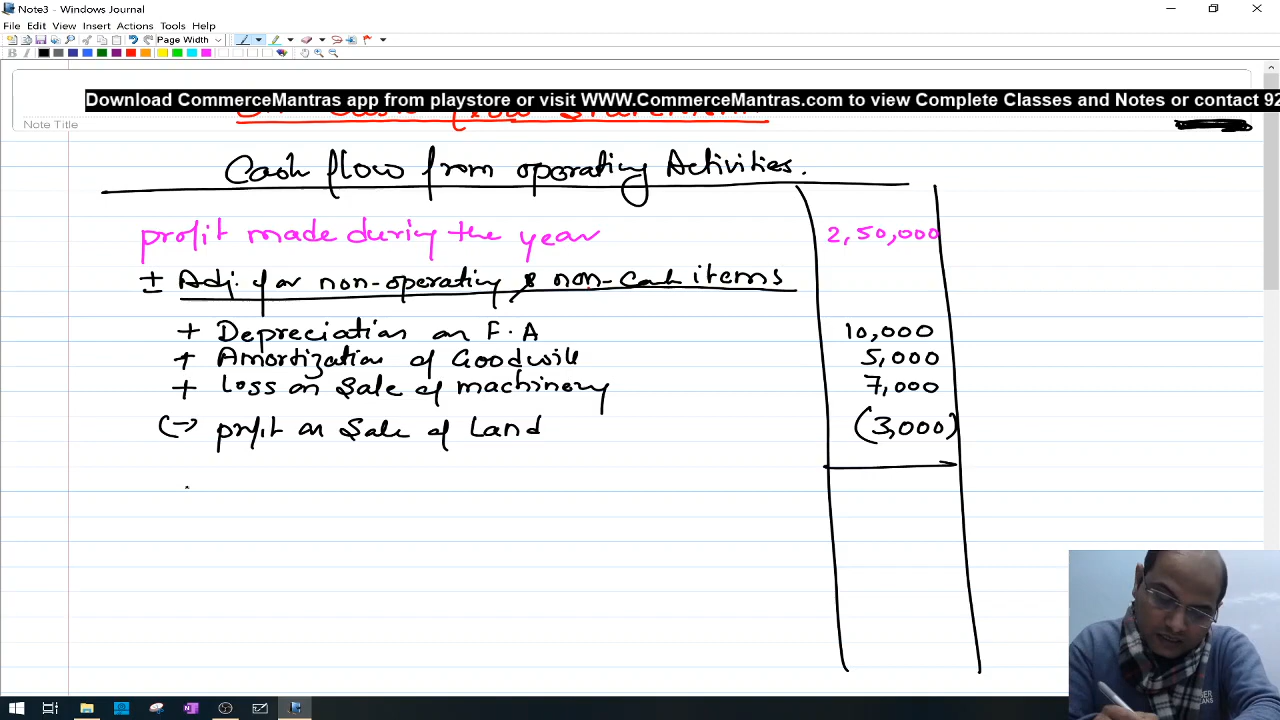 Note3 - Windows Journal
File Edit View Insert Actions Tools Help
Page Width
Download CommerceMantras app from playstore or visit WWW.CommerceMantras.com to view Complete Classes and Notes or contact 92
Note Title
Cash flow from operating Activities.
profit made during the year 2,50,000
± Adj. for non-operating & non-cash items
+ Depreciation on F.A 10,000
+ Amortization of Goodwill 5,000
+ Loss on Sale of machinery 7,000
(-) profit on Sale of Land (3,000)